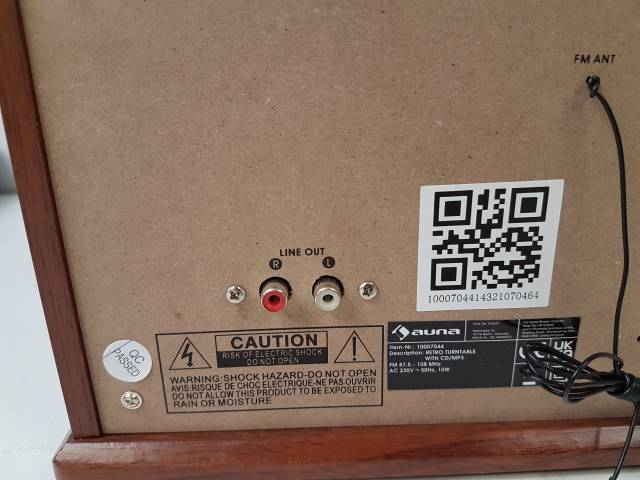 FM ANT
LINE OUT
R L
1000704414321070464
QC
PASSED
CAUTION
RISK OF ELECTRIC SHOCK
DO NOT OPEN
WARNING:SHOCK HAZARD-DO NOT OPEN
AVIS:RISQUE DE CHOC ELECTRIQUE-NE PAS OUVRIR
DO NOT ALLOW THIS PRODUCT TO BE EXPOSED TO
RAIN OR MOISTURE
auna
Item-Nr.: 10007044
Description: RETRO TURNTABLE
WITH CD/MP3
FM 87.5 - 108 MHz
AC 230V ~ 50Hz, 10W
UK